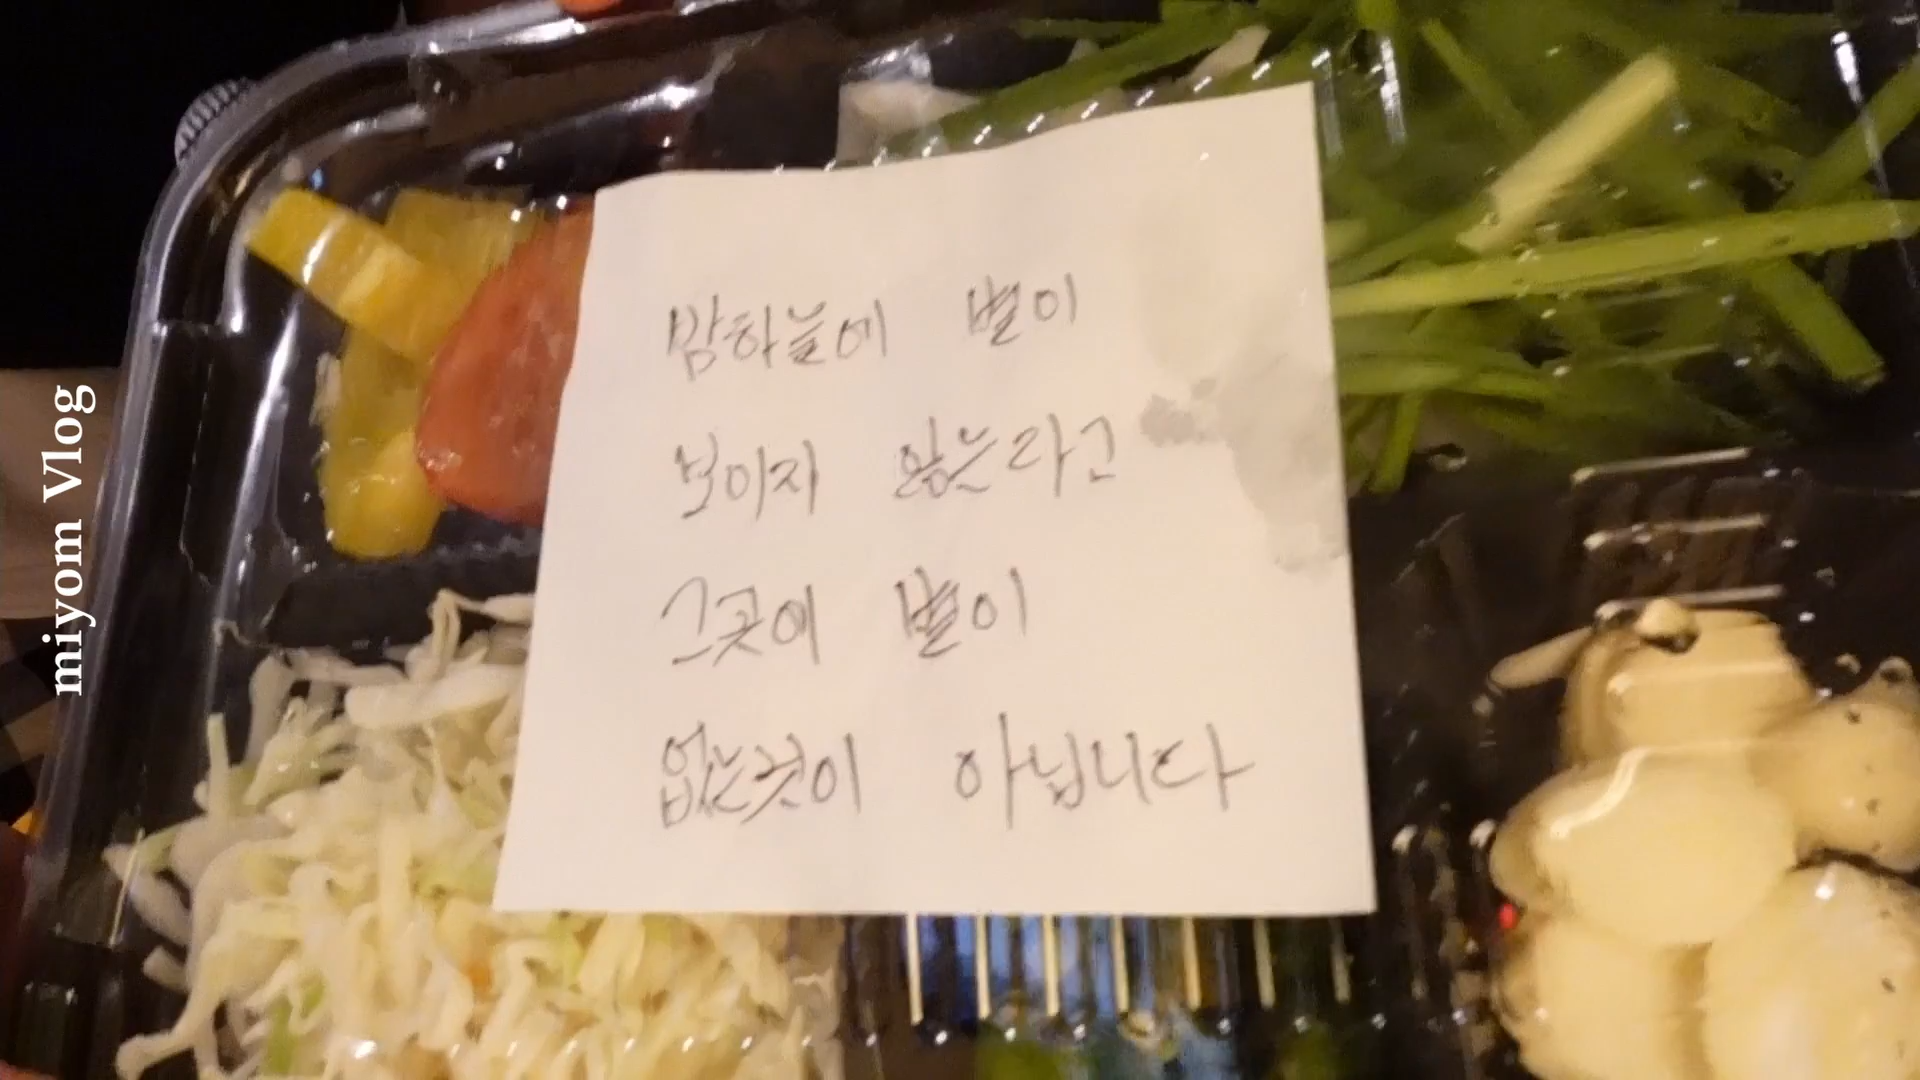 밤하늘에 별이
보이지 않는라고
그곳에 별이
없는것이 아닙니다
miyom Vlog